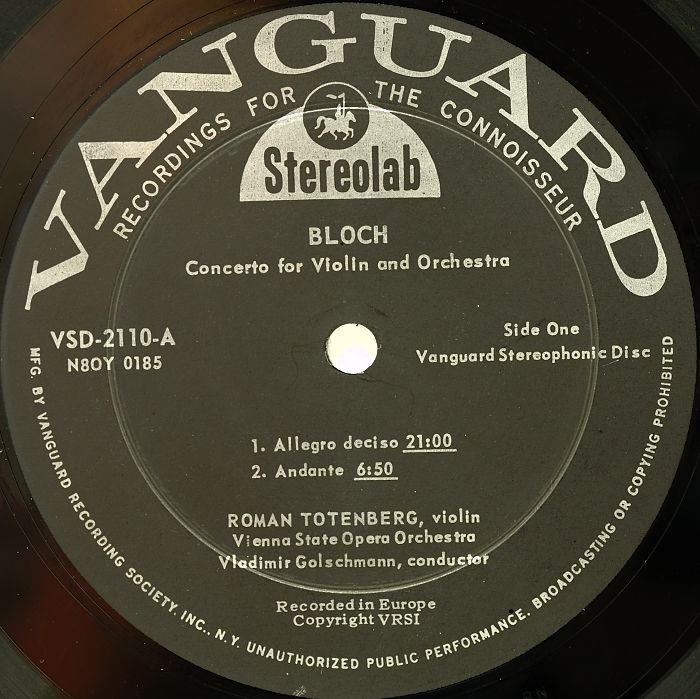 VANGUARD
RECORDINGS FOR THE CONNOISSEUR
Stereolab
BLOCH
Concerto for Violin and Orchestra
VSD-2110-A
N8OY 0185
Side One
Vanguard Stereophonic Disc
1. Allegro deciso 21:00
2. Andante 6:50
ROMAN TOTENBERG, violin
Vienna State Opera Orchestra
Vladimir Golschmann, conductor
Recorded in Europe
Copyright VRSI
MFG. BY VANGUARD RECORDING SOCIETY, INC., N.Y. UNAUTHORIZED PUBLIC PERFORMANCE, BROADCASTING OR COPYING PROHIBITED